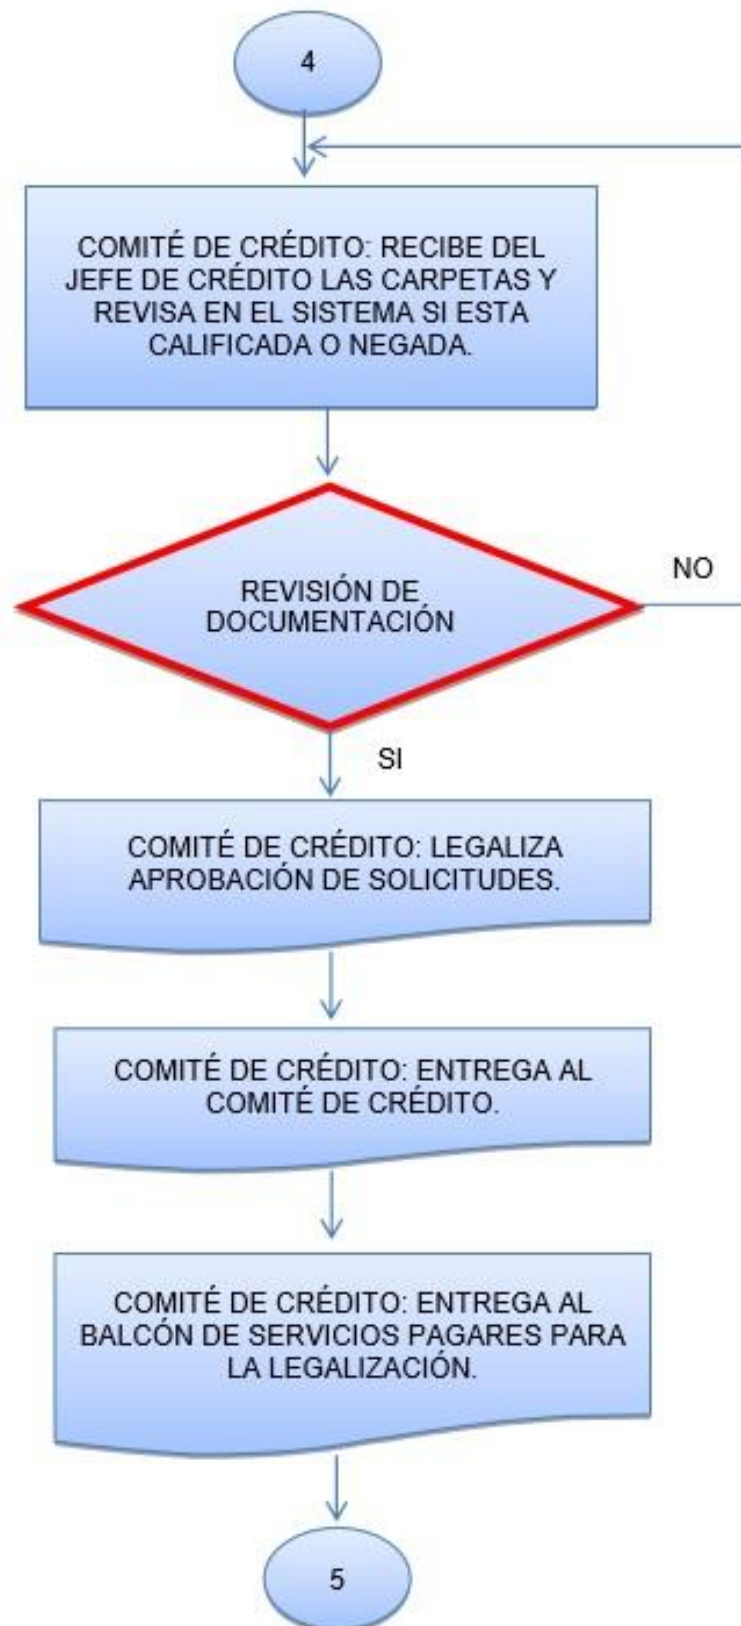 4
COMITÉ DE CRÉDITO: RECIBE DEL
JEFE DE CRÉDITO LAS CARPETAS Y
REVISA EN EL SISTEMA SI ESTA
CALIFICADA O NEGADA.
REVISIÓN DE
DOCUMENTACIÓN
NO
SI
COMITÉ DE CRÉDITO: LEGALIZA
APROBACIÓN DE SOLICITUDES.
COMITÉ DE CRÉDITO: ENTREGA AL
COMITÉ DE CRÉDITO.
COMITÉ DE CRÉDITO: ENTREGA AL
BALCÓN DE SERVICIOS PAGARES PARA
LA LEGALIZACIÓN.
5